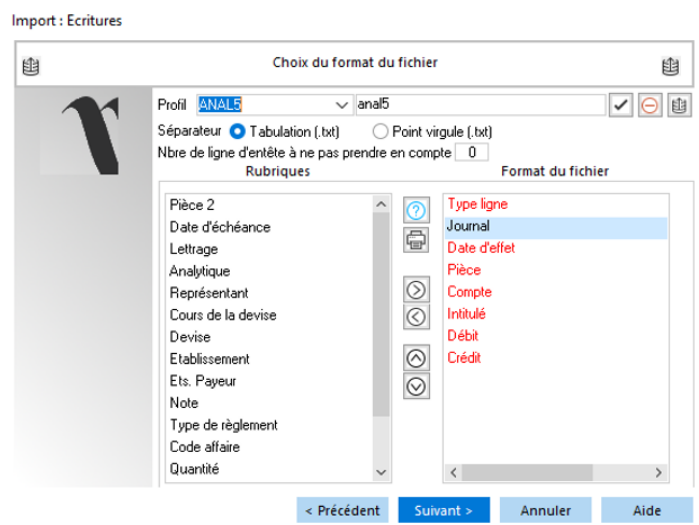 Import : Ecritures
Choix du format du fichier
Profil ANAL5 anal5
Séparateur Tabulation (.txt) Point virgule (.txt)
Nbre de ligne d'entête à ne pas prendre en compte 0
Rubriques
Pièce 2
Date d'échéance
Lettrage
Analytique
Représentant
Cours de la devise
Devise
Etablissement
Ets. Payeur
Note
Type de règlement
Code affaire
Quantité
Format du fichier
Type ligne
Journal
Date d'effet
Pièce
Compte
Intitulé
Débit
Crédit
< Précédent Suivant > Annuler Aide